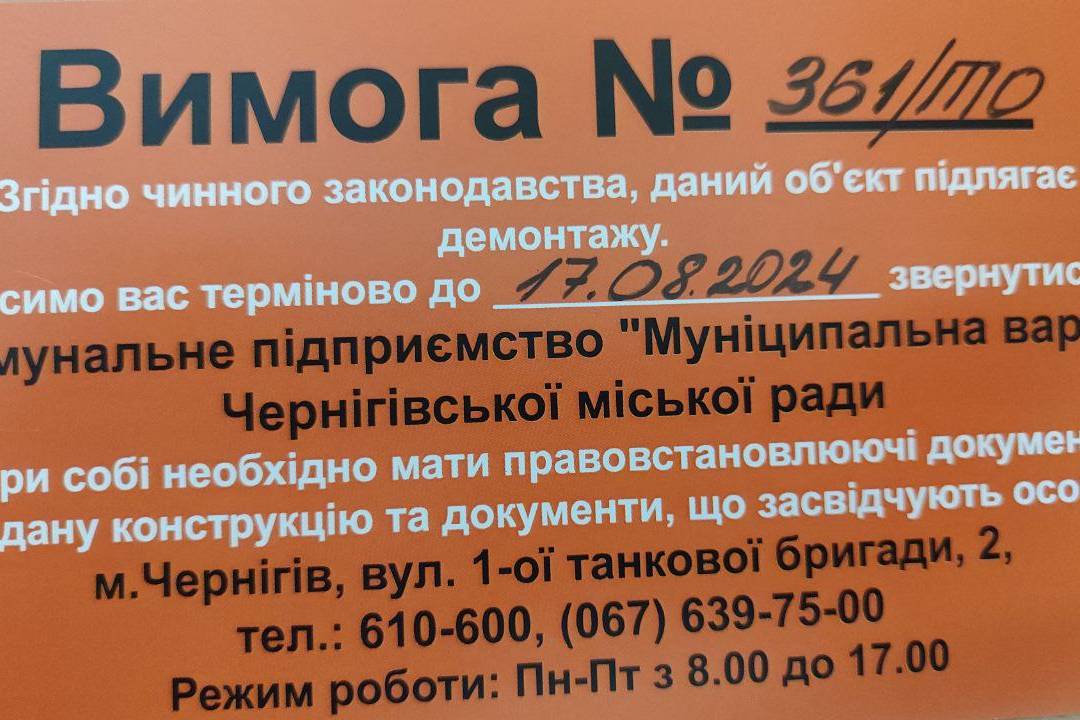 Вимога № 361/ТО
Згідно чинного законодавства, даний об'єкт підлягає
демонтажу.
симо вас терміново до 17.08.2024 звернутис
мунальне підприємство "Муніципальна вар
Чернігівської міської ради
ри собі необхідно мати правовстановлюючі докумен
дану конструкцію та документи, що засвідчують осо
м.Чернігів, вул. 1-ої танкової бригади, 2,
тел.: 610-600, (067) 639-75-00
Режим роботи: Пн-Пт з 8.00 до 17.00